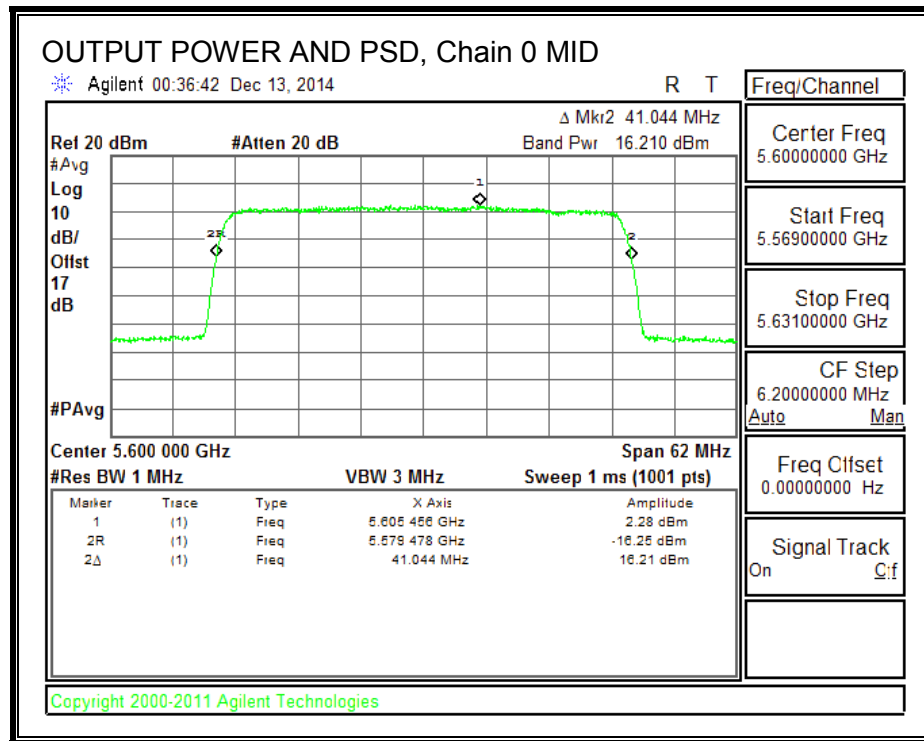 OUTPUT POWER AND PSD, Chain 0 MID
Agilent 00:36:42 Dec 13, 2014 R T
Freq/Channel
Δ Mkr2 41.044 MHz
Ref 20 dBm #Atten 20 dB Band Pwr 16.210 dBm
#Avg
Log
10
dB/
Offst
17
dB
#PAvg
1
2R
2
Center 5.600 000 GHz Span 62 MHz
#Res BW 1 MHz VBW 3 MHz Sweep 1 ms (1001 pts)
Marker Trace Type X Axis Amplitude
1 (1) Freq 5.605 456 GHz 2.28 dBm
2R (1) Freq 5.579 478 GHz -16.25 dBm
2Δ (1) Freq 41.044 MHz 16.21 dBm
Center Freq
5.60000000 GHz
Start Freq
5.56900000 GHz
Stop Freq
5.63100000 GHz
CF Step
6.20000000 MHz
Auto Man
Freq Offset
0.00000000 Hz
Signal Track
On Off
Copyright 2000-2011 Agilent Technologies